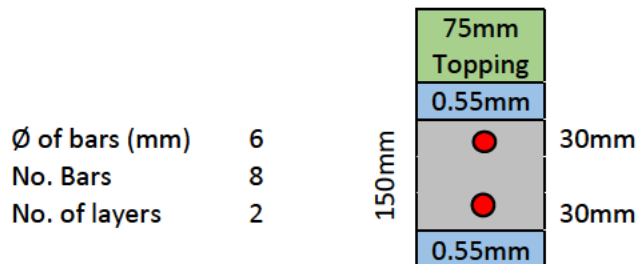 75mm
Topping
0.55mm
Ø of bars (mm) 6
30mm
No. Bars 8
150mm
No. of layers 2
30mm
0.55mm